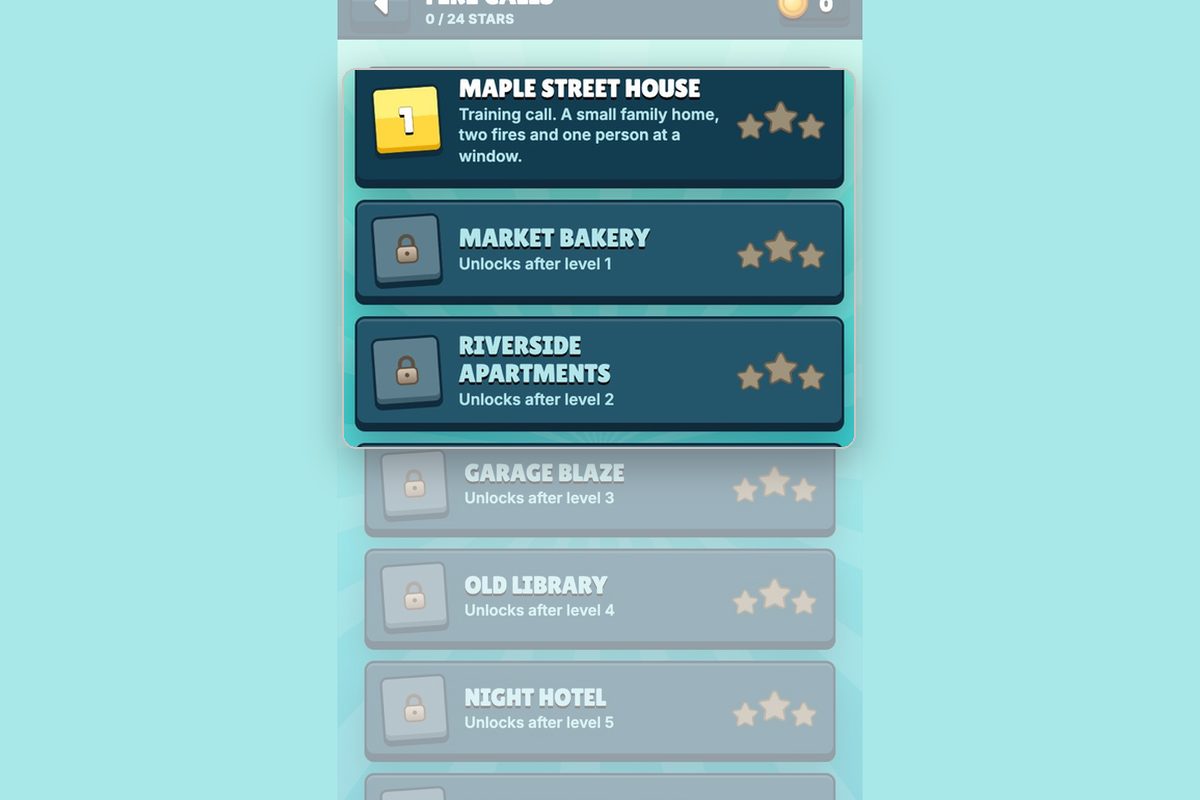 0 / 24 STARS
0
1
MAPLE STREET HOUSE
Training call. A small family home,
two fires and one person at a
window.
MARKET BAKERY
Unlocks after level 1
RIVERSIDE
APARTMENTS
Unlocks after level 2
GARAGE BLAZE
Unlocks after level 3
OLD LIBRARY
Unlocks after level 4
NIGHT HOTEL
Unlocks after level 5